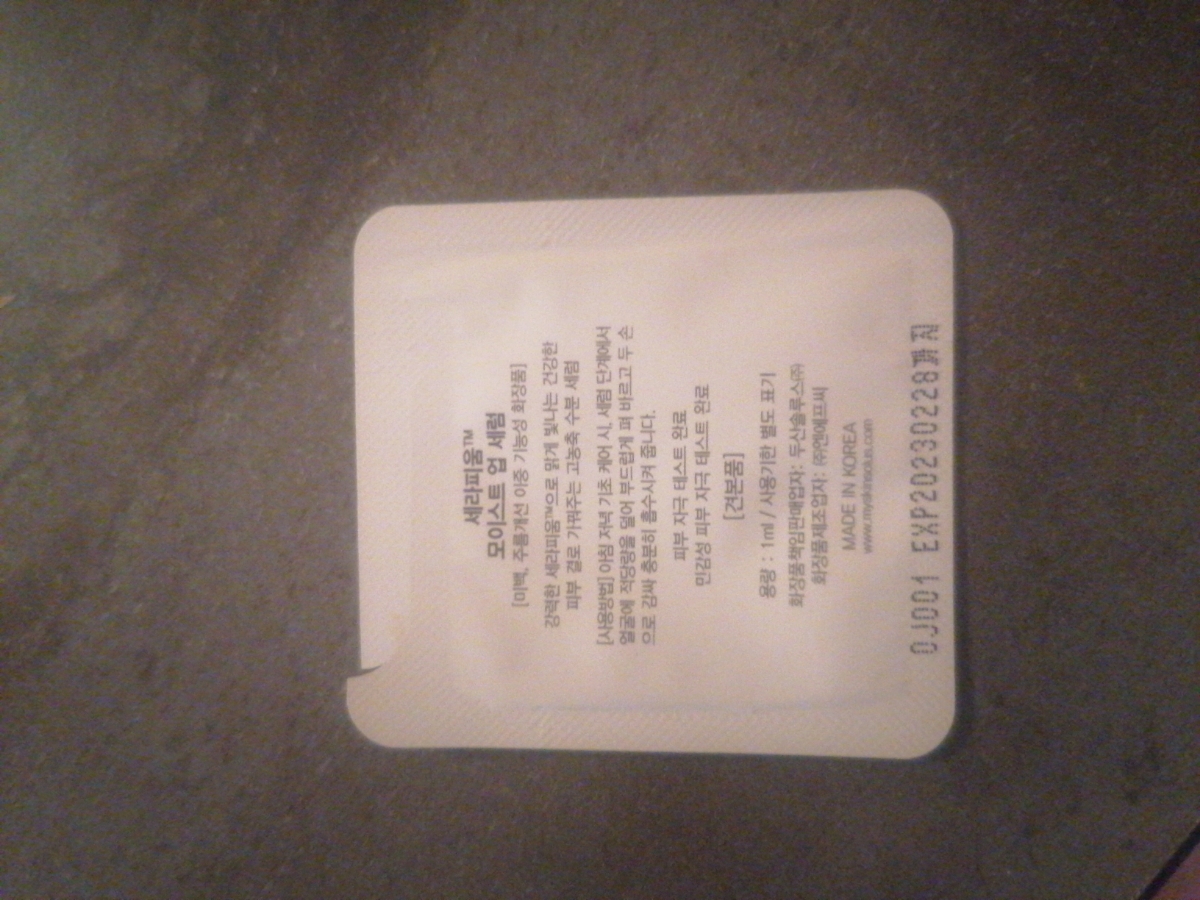 세라피움™
모이스트 업 세럼
[미백, 주름개선 이중 기능성 화장품]
강력한 세라피움™으로 맑게 빛나는 건강한
피부 결로 가꿔주는 고농축 수분 세럼
[사용방법] 아침 저녁 기초 케어 시, 세럼 단계에서
얼굴에 적당량을 덜어 부드럽게 펴 바르고 두 손
으로 감싸 충분히 흡수시켜 줍니다.
피부 자극 테스트 완료
민감성 피부 자극 테스트 완료
[견본품]
용량 : 1ml / 사용기한 별도 표기
화장품책임판매업자: 두산솔루스㈜
화장품제조업자: ㈜엔에프씨
MADE IN KOREA
OJ001 EXP20230228까지